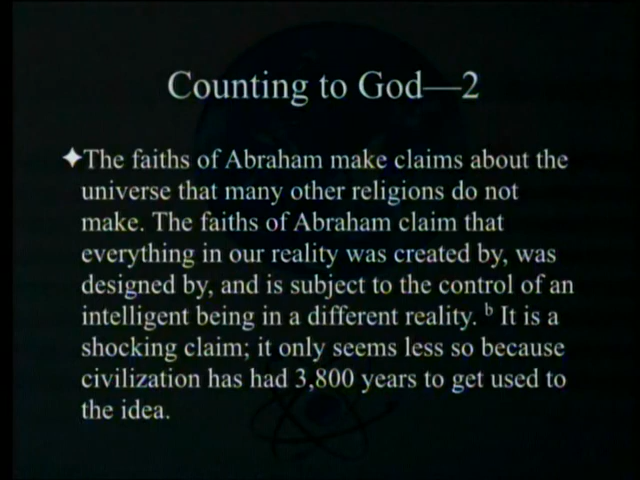 Counting to God—2
✦The faiths of Abraham make claims about the
universe that many other religions do not
make. The faiths of Abraham claim that
everything in our reality was created by, was
designed by, and is subject to the control of an
intelligent being in a different reality. ᵇ It is a
shocking claim; it only seems less so because
civilization has had 3,800 years to get used to
the idea.